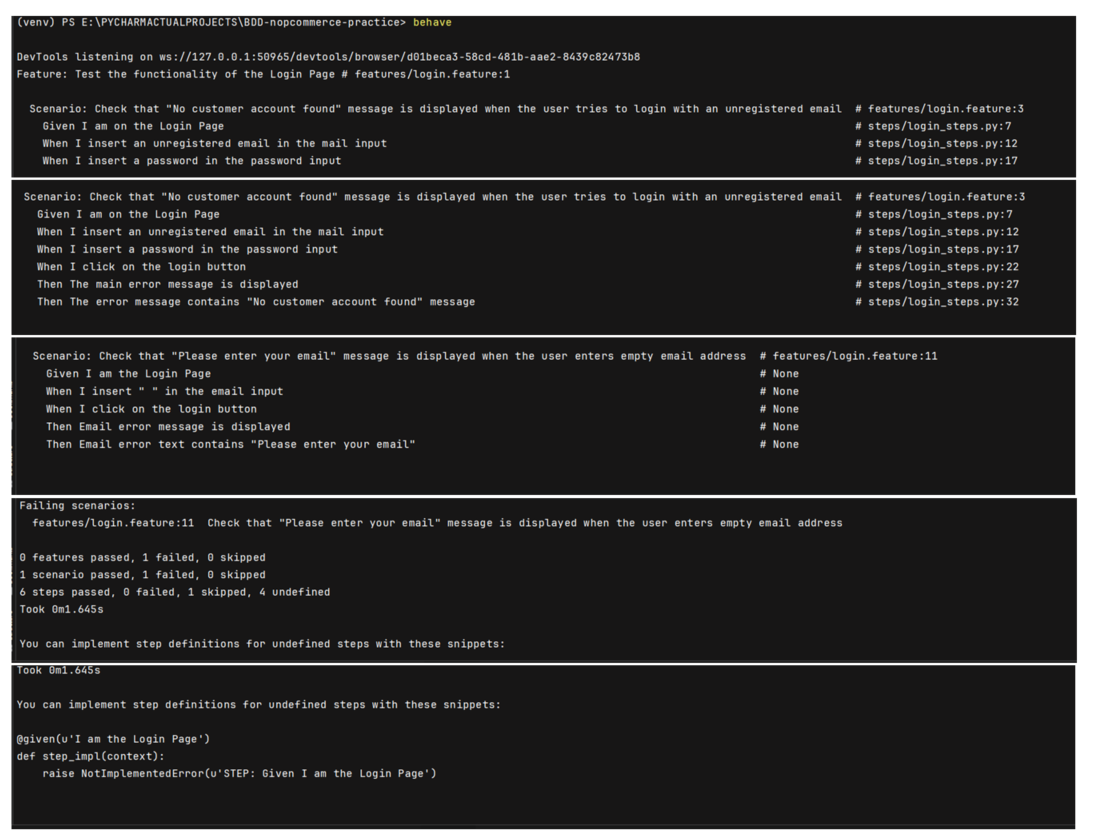 (venv) PS E:\PYCHARMACTUALPROJECTS\BDD-nopcommerce-practice> behave
DevTools listening on ws://127.0.0.1:50965/devtools/browser/d01beca3-58cd-481b-aae2-8439c82473b8
Feature: Test the functionality of the Login Page # features/login.feature:1
Scenario: Check that "No customer account found" message is displayed when the user tries to login with an unregistered email # features/login.feature:3
Given I am on the Login Page # steps/login_steps.py:7
When I insert an unregistered email in the mail input # steps/login_steps.py:12
When I insert a password in the password input # steps/login_steps.py:17
Scenario: Check that "No customer account found" message is displayed when the user tries to login with an unregistered email # features/login.feature:3
Given I am on the Login Page # steps/login_steps.py:7
When I insert an unregistered email in the mail input # steps/login_steps.py:12
When I insert a password in the password input # steps/login_steps.py:17
When I click on the login button # steps/login_steps.py:22
Then The main error message is displayed # steps/login_steps.py:27
Then The error message contains "No customer account found" message # steps/login_steps.py:32
Scenario: Check that "Please enter your email" message is displayed when the user enters empty email address # features/login.feature:11
Given I am the Login Page # None
When I insert " " in the email input # None
When I click on the login button # None
Then Email error message is displayed # None
Then Email error text contains "Please enter your email" # None
Failing scenarios:
features/login.feature:11 Check that "Please enter your email" message is displayed when the user enters empty email address
0 features passed, 1 failed, 0 skipped
1 scenario passed, 1 failed, 0 skipped
6 steps passed, 0 failed, 1 skipped, 4 undefined
Took 0m1.645s
You can implement step definitions for undefined steps with these snippets:
Took 0m1.645s
You can implement step definitions for undefined steps with these snippets:
@given(u'I am the Login Page')
def step_impl(context):
raise NotImplementedError(u'STEP: Given I am the Login Page')